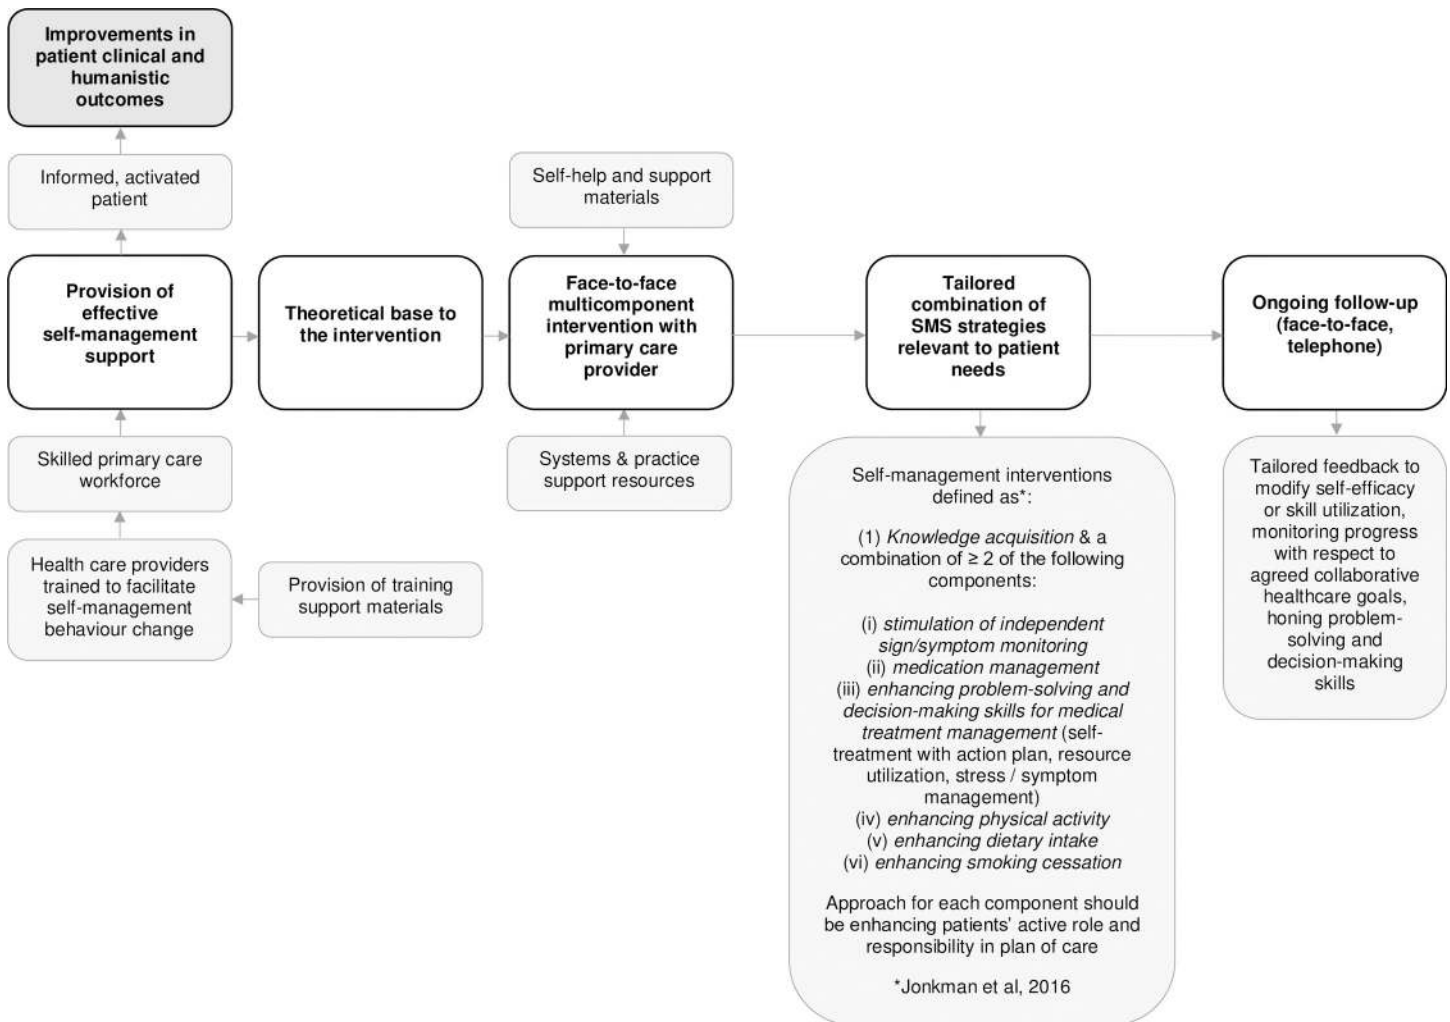 Improvements in
patient clinical and
humanistic
outcomes
Informed, activated
patient
Self-help and support
materials
Provision of
effective
self-management
support
Theoretical base to
the intervention
Face-to-face
multicomponent
intervention with
primary care
provider
Tailored
combination of
SMS strategies
relevant to patient
needs
Ongoing follow-up
(face-to-face,
telephone)
Skilled primary care
workforce
Systems & practice
support resources
Health care providers
trained to facilitate
self-management
behaviour change
Provision of training
support materials
Self-management interventions
defined as*:
(1) Knowledge acquisition & a
combination of ≥ 2 of the following
components:
(i) stimulation of independent
sign/symptom monitoring
(ii) medication management
(iii) enhancing problem-solving and
decision-making skills for medical
treatment management (self-
treatment with action plan, resource
utilization, stress / symptom
management)
(iv) enhancing physical activity
(v) enhancing dietary intake
(vi) enhancing smoking cessation
Approach for each component should
be enhancing patients' active role and
responsibility in plan of care
*Jonkman et al, 2016
Tailored feedback to
modify self-efficacy
or skill utilization,
monitoring progress
with respect to
agreed collaborative
healthcare goals,
honing problem-
solving and
decision-making
skills